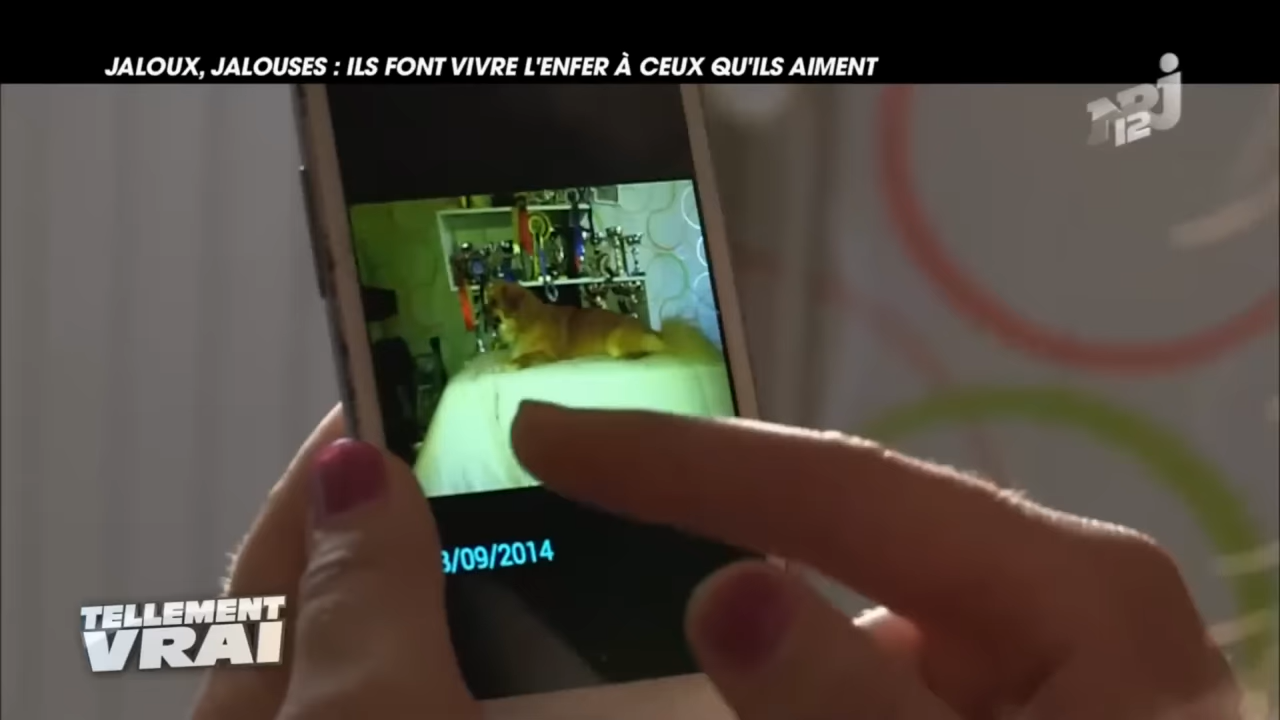 JALOUX, JALOUSES : ILS FONT VIVRE L'ENFER À CEUX QU'ILS AIMENT
NRJ
12
3/09/2014
TELLEMENT
VRAI